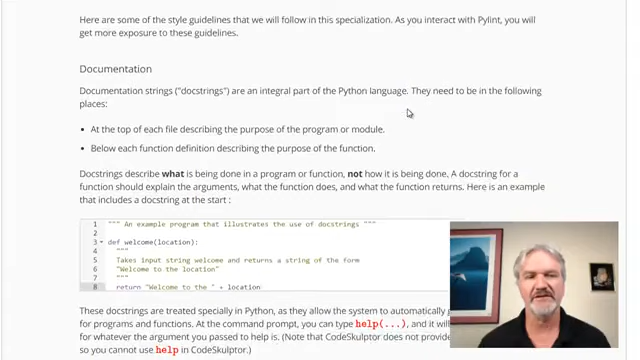 Here are some of the style guidelines that we will follow in this specialization. As you interact with Pylint, you will
get more exposure to these guidelines.
Documentation
Documentation strings ("docstrings") are an integral part of the Python language. They need to be in the following
places:
• At the top of each file describing the purpose of the program or module.
• Below each function definition describing the purpose of the function.
Docstrings describe what is being done in a program or function, not how it is being done. A docstring for a
function should explain the arguments, what the function does, and what the function returns. Here is an example
that includes a docstring at the start :
1 """ An example program that illustrates the use of docstrings """
2
3 def welcome(location):
4 """
5 Takes input string welcome and returns a string of the form
6 "Welcome to the location"
7 """
8 return "Welcome to the " + location
These docstrings are treated specially in Python, as they allow the system to automatically
for programs and functions. At the command prompt, you can type help(...), and it will
for whatever the argument you passed to help is. (Note that CodeSkulptor does not provide
so you cannot use help in CodeSkulptor.)